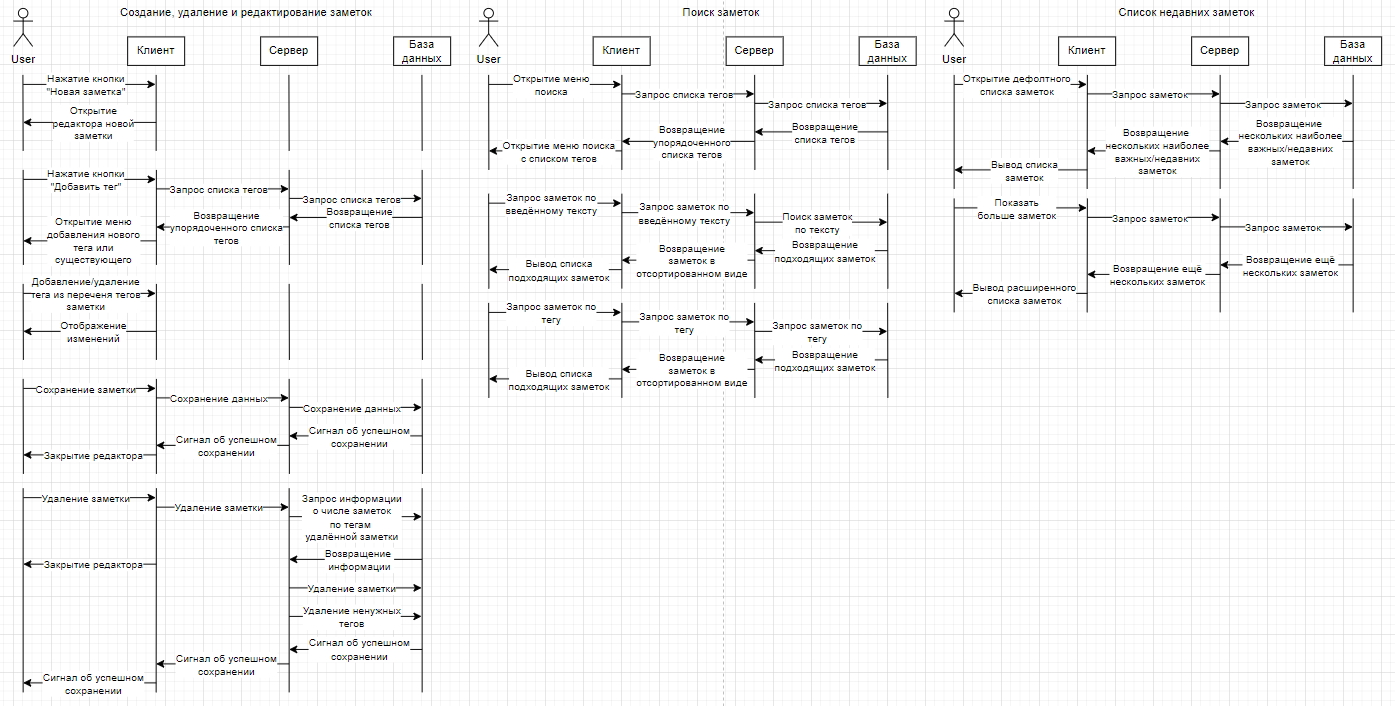 Создание, удаление и редактирование заметок
User
Клиент
Сервер
База
данных
Нажатие кнопки
"Новая заметка"
Открытие
редактора новой
заметки
Нажатие кнопки
"Добавить тег"
Запрос списка тегов
Запрос списка тегов
Возвращение
списка тегов
Возвращение
упорядоченного списка
тегов
Открытие меню
добавления нового
тега или
существующего
Добавление/удаление
тега из переченя тегов
заметки
Отображение
изменений
Сохранение заметки
Сохранение данных
Сохранение данных
Сигнал об успешном
сохранении
Сигнал об успешном
сохранении
Закрытие редактора
Удаление заметки
Удаление заметки
Запрос информации
о числе заметок
по тегам
удалённой заметки
Возвращение
информации
Закрытие редактора
Удаление заметки
Удаление ненужных
тегов
Сигнал об успешном
сохранении
Сигнал об успешном
сохранении
Сигнал об успешном
сохранении
Поиск заметок
User
Клиент
Сервер
База
данных
Открытие меню
поиска
Запрос списка тегов
Запрос списка тегов
Возвращение
списка тегов
Возвращение
упорядоченного
списка тегов
Открытие меню поиска
с списком тегов
Запрос заметок по
введённому тексту
Запрос заметок по
введённому тексту
Поиск заметок
по тексту
Возвращение
подходящих заметок
Возвращение
заметок в
отсортированном виде
Вывод списка
подходящих заметок
Запрос заметок по
тегу
Запрос заметок по
тегу
Запрос заметок по
тегу
Возвращение
подходящих заметок
Возвращение
заметок в
отсортированном виде
Вывод списка
подходящих заметок
Список недавних заметок
User
Клиент
Сервер
База
данных
Открытие дефолтного
списка заметок
Запрос заметок
Запрос заметок
Возвращение
нескольких наиболее
важных/недавних
заметок
Возвращение
нескольких наиболее
важных/недавних
заметок
Вывод списка
заметок
Показать
больше заметок
Запрос заметок
Запрос заметок
Возвращение ещё
нескольких заметок
Возвращение ещё
нескольких заметок
Вывод расширенного
списка заметок